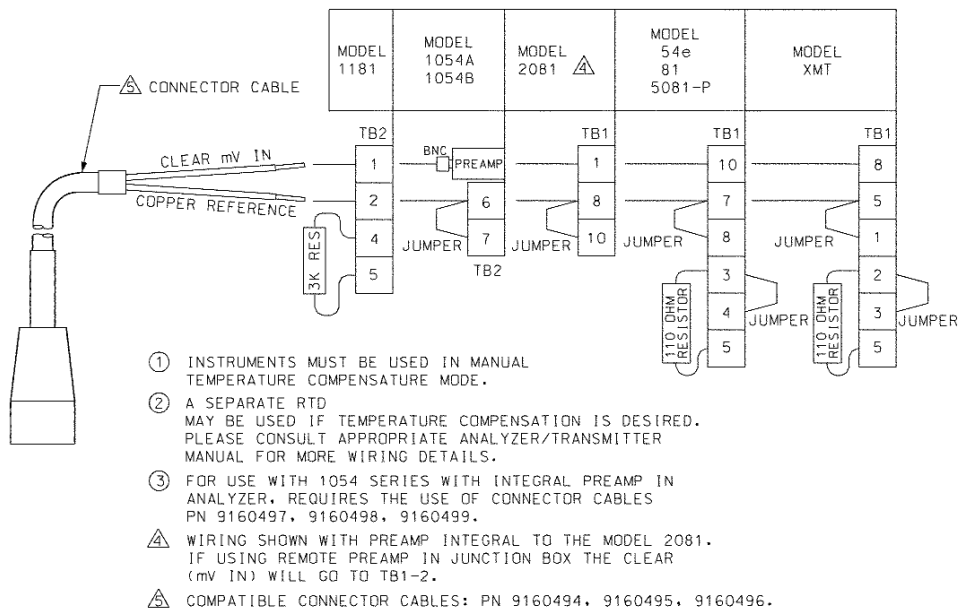 MODEL
1181
MODEL
1054A
1054B
MODEL
2081 4
MODEL
54e
81
5081-P
MODEL
XMT
5 CONNECTOR CABLE
TB2
TB1
TB1
TB1
CLEAR mV IN
COPPER REFERENCE
1
2
4
5
3K RES
BNC
PREAMP
6
7
JUMPER
TB2
1
8
10
JUMPER
10
7
8
3
4
5
JUMPER
JUMPER
110 OHM
RESISTOR
8
5
1
2
3
5
JUMPER
JUMPER
110 OHM
RESISTOR
1 INSTRUMENTS MUST BE USED IN MANUAL
TEMPERATURE COMPENSATURE MODE.
2 A SEPARATE RTD
MAY BE USED IF TEMPERATURE COMPENSATION IS DESIRED.
PLEASE CONSULT APPROPRIATE ANALYZER/TRANSMITTER
MANUAL FOR MORE WIRING DETAILS.
3 FOR USE WITH 1054 SERIES WITH INTEGRAL PREAMP IN
ANALYZER, REQUIRES THE USE OF CONNECTOR CABLES
PN 9160497, 9160498, 9160499.
4 WIRING SHOWN WITH PREAMP INTEGRAL TO THE MODEL 2081.
IF USING REMOTE PREAMP IN JUNCTION BOX THE CLEAR
(mV IN) WILL GO TO TB1-2.
5 COMPATIBLE CONNECTOR CABLES: PN 9160494, 9160495, 9160496.